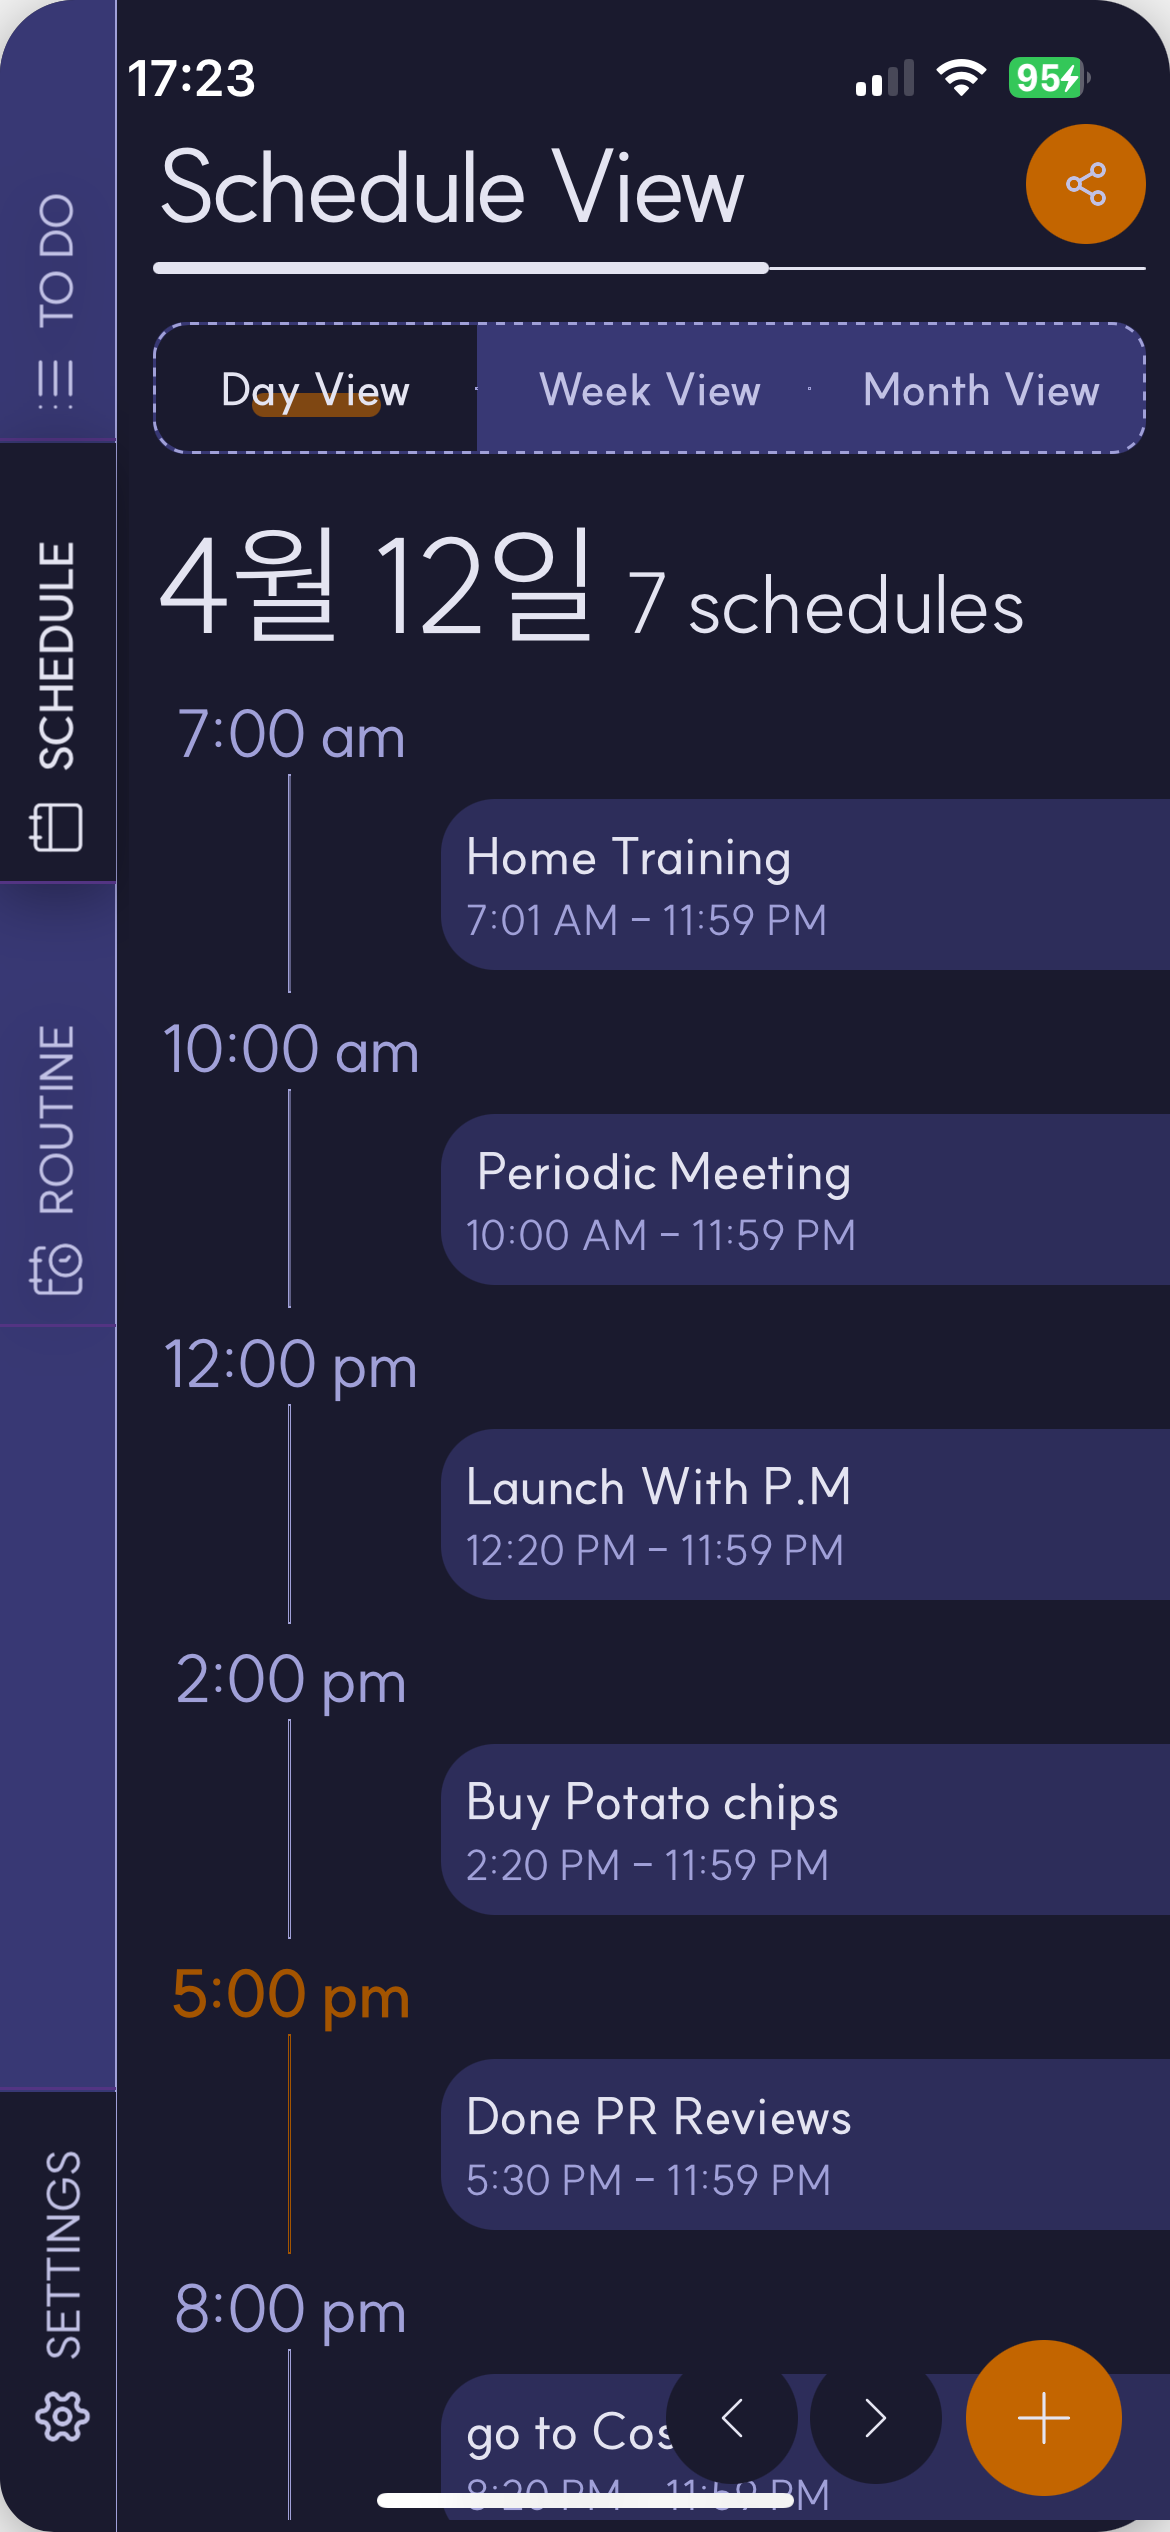 17:23
95
Schedule View
Day View
Week View
Month View
4월 12일 7 schedules
7:00 am
Home Training
7:01 AM – 11:59 PM
10:00 am
Periodic Meeting
10:00 AM – 11:59 PM
12:00 pm
Launch With P.M
12:20 PM – 11:59 PM
2:00 pm
Buy Potato chips
2:20 PM – 11:59 PM
5:00 pm
Done PR Reviews
5:30 PM – 11:59 PM
8:00 pm
go to
8:20 PM – 11:59 PM
TO DO
SCHEDULE
ROUTINE
SETTINGS